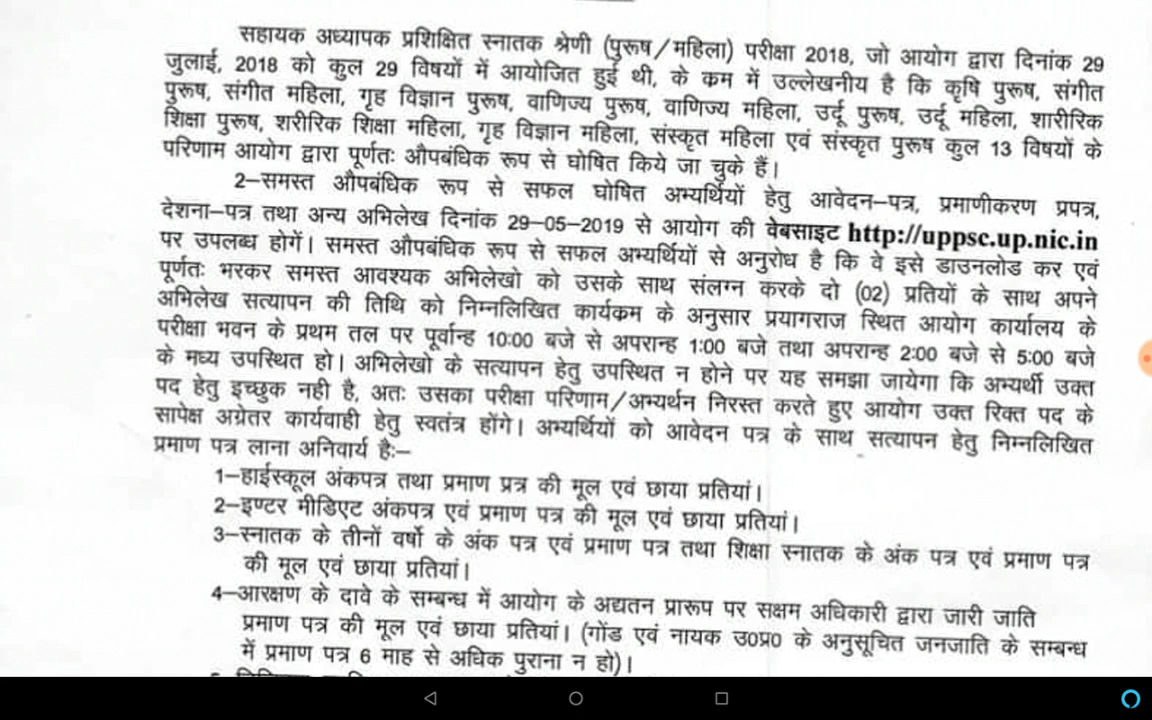 सहायक अध्यापक प्रशिक्षित स्नातक श्रेणी (पुरूष/महिला) परीक्षा 2018, जो आयोग द्वारा दिनांक 29
जुलाई, 2018 को कुल 29 विषयों में आयोजित हुई थी, के कम में उल्लेखनीय है कि कृषि पुरूष, संगीत
पुरूष, संगीत महिला, गृह विज्ञान पुरूष, वाणिज्य पुरूष, वाणिज्य महिला, उर्दू पुरूष, उर्दू महिला, शारीरिक
शिक्षा पुरूष, शरीरिक शिक्षा महिला, गृह विज्ञान महिला, संस्कृत महिला एवं संस्कृत पुरूष कुल 13 विषयों के
परिणाम आयोग द्वारा पूर्णतः औपबंधिक रूप से घोषित किये जा चुके हैं।
2–समस्त औपबंधिक रूप से सफल घोषित अभ्यर्थियों हेतु आवेदन–पत्र, प्रमाणीकरण प्रपत्र,
देशना–पत्र तथा अन्य अभिलेख दिनांक 29–05–2019 से आयोग की वेबसाइट http://uppsc.up.nic.in
पर उपलब्ध होगें। समस्त औपबंधिक रूप से सफल अभ्यर्थियों से अनुरोध है कि वे इसे डाउनलोड कर एवं
पूर्णतः भरकर समस्त आवश्यक अभिलेखो को उसके साथ संलग्न करके दो (02) प्रतियों के साथ अपने
अभिलेख सत्यापन की तिथि को निम्नलिखित कार्यकम के अनुसार प्रयागराज स्थित आयोग कार्यालय के
परीक्षा भवन के प्रथम तल पर पूर्वान्ह 10:00 बजे से अपरान्ह 1:00 बजे तथा अपरान्ह 2:00 बजे से 5:00 बजे
के मध्य उपस्थित हो। अभिलेखो के सत्यापन हेतु उपस्थित न होने पर यह समझा जायेगा कि अभ्यर्थी उक्त
पद हेतु इच्छुक नही है, अतः उसका परीक्षा परिणाम/अभ्यर्थन निरस्त करते हुए आयोग उक्त रिक्त पद के
सापेक्ष अग्रेतर कार्यवाही हेतु स्वतंत्र होंगे। अभ्यर्थियों को आवेदन पत्र के साथ सत्यापन हेतु निम्नलिखित
प्रमाण पत्र लाना अनिवार्य हैः–
1–हाईस्कूल अंकपत्र तथा प्रमाण प्रत्र की मूल एवं छाया प्रतियां।
2–इण्टर मीडिएट अंकपत्र एवं प्रमाण पत्र की मूल एवं छाया प्रतियां।
3–स्नातक के तीनों वर्षो के अंक पत्र एवं प्रमाण पत्र तथा शिक्षा स्नातक के अंक पत्र एवं प्रमाण पत्र
की मूल एवं छाया प्रतियां।
4–आरक्षण के दावे के सम्बन्ध में आयोग के अद्यतन प्रारूप पर सक्षम अधिकारी द्वारा जारी जाति
प्रमाण पत्र की मूल एवं छाया प्रतियां। (गोंड एवं नायक उ0प्र0 के अनुसूचित जनजाति के सम्बन्ध
में प्रमाण पत्र 6 माह से अधिक पुराना न हो)।